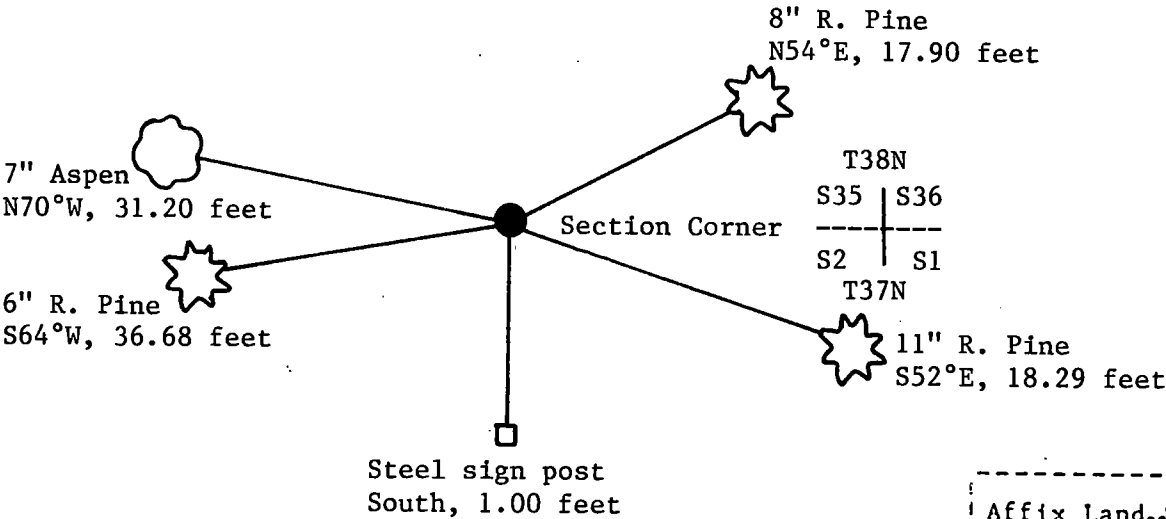 8" R. Pine
N54°E, 17.90 feet
7" Aspen
N70°W, 31.20 feet
T38N
S35 S36
Section Corner
S2 S1
T37N
6" R. Pine
S64°W, 36.68 feet
11" R. Pine
S52°E, 18.29 feet
Steel sign post
South, 1.00 feet
Affix Land